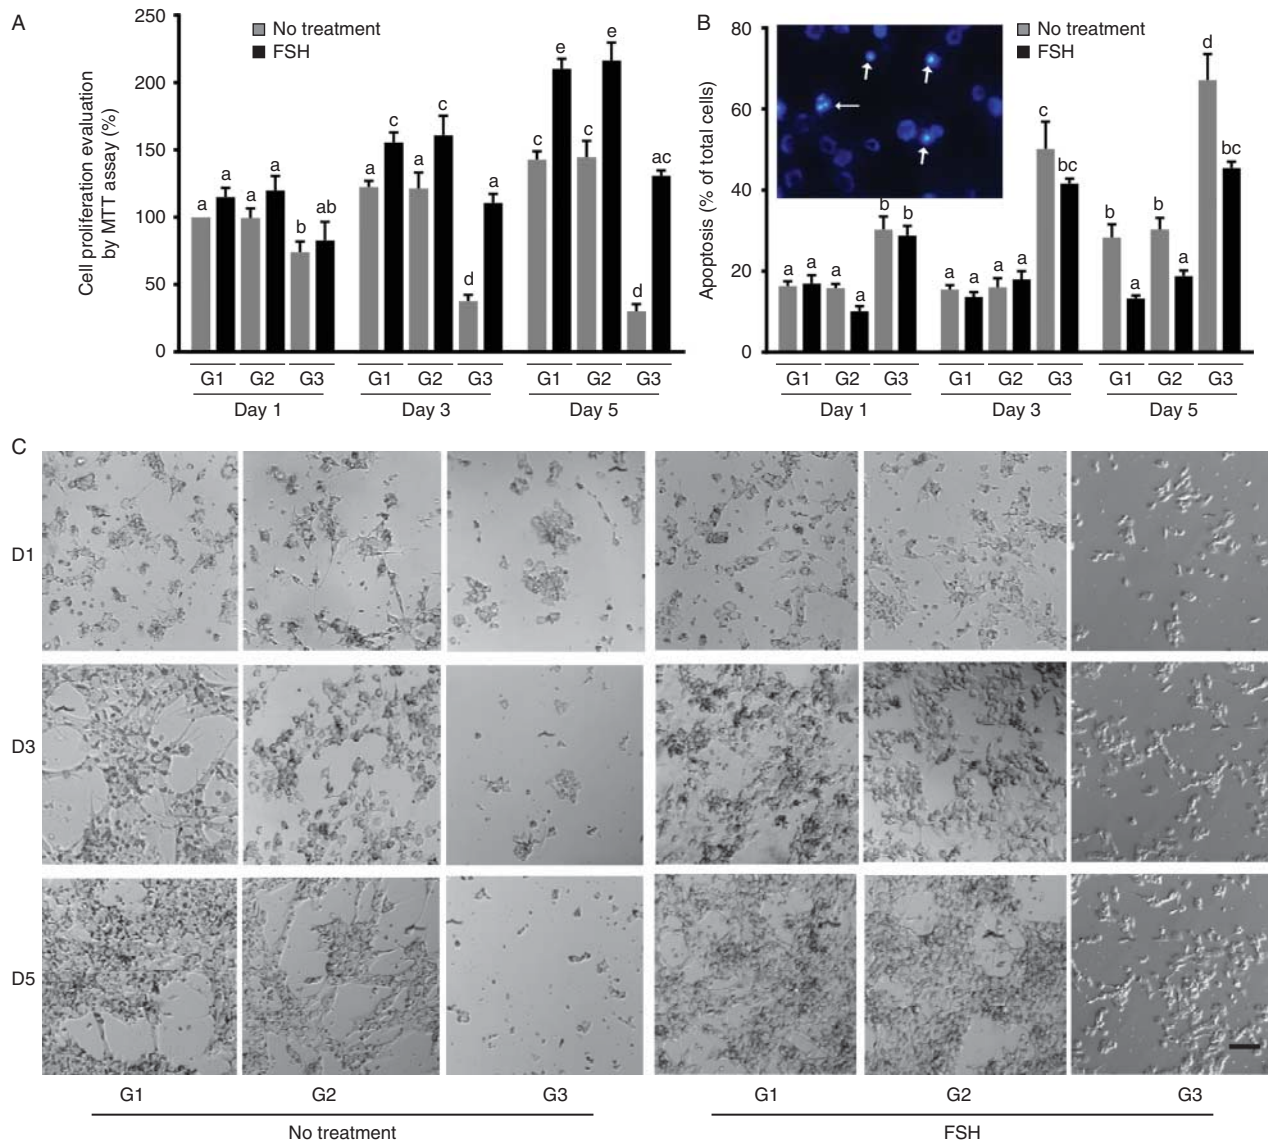 A
Cell proliferation evaluation
by MTT assay (%)
250
200
150
100
50
0
No treatment
FSH
a
a
a
a
b
ab
a
c
a
c
d
a
c
e
c
e
d
ac
G1 G2 G3
G1 G2 G3
G1 G2 G3
Day 1
Day 3
Day 5
B
Apoptosis (% of total cells)
80
60
40
20
0
No treatment
FSH
a
a
a
a
b
b
a
a
a
a
c
bc
b
a
b
a
d
bc
G1 G2 G3
G1 G2 G3
G1 G2 G3
Day 1
Day 3
Day 5
C
D1
D3
D5
G1 G2 G3 G1 G2 G3
No treatment FSH